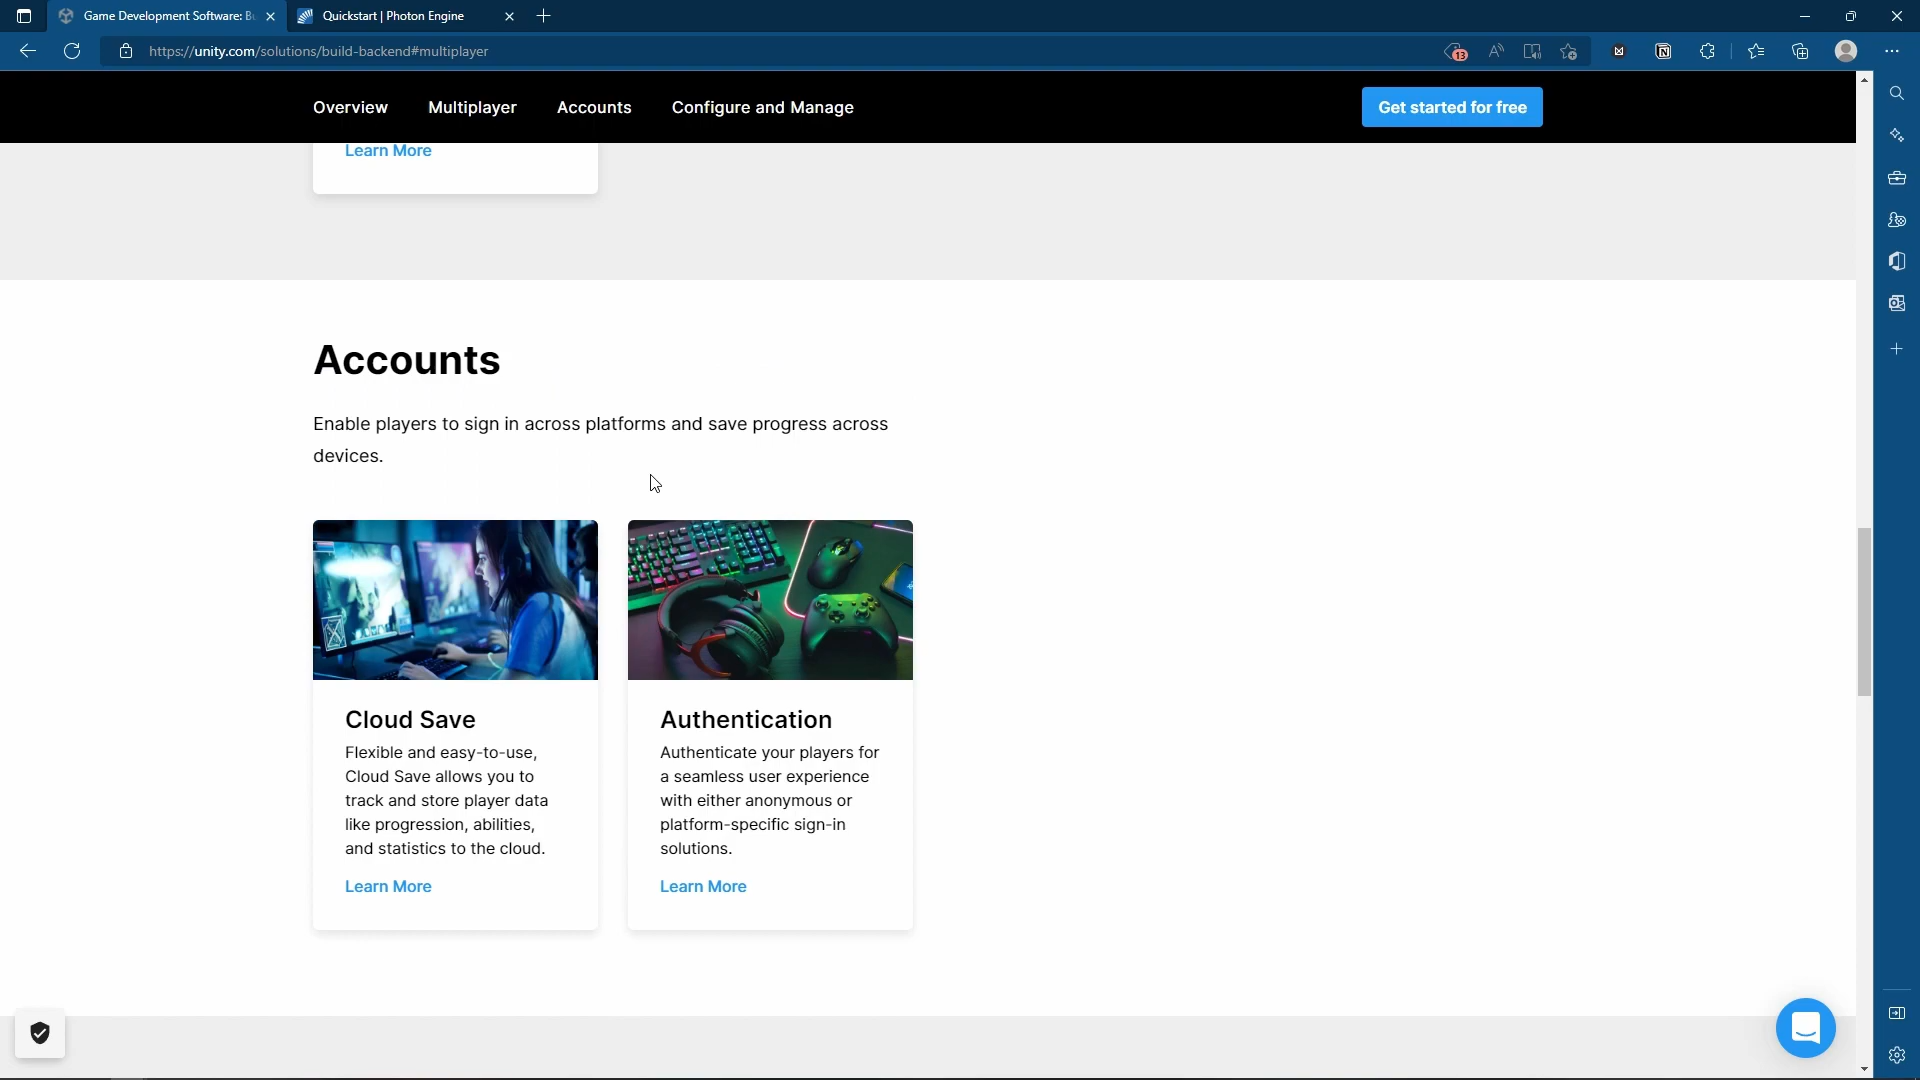 Game Development Software: B
Quickstart | Photon Engine
https://unity.com/solutions/build-backend#multiplayer
13
Overview
Multiplayer
Accounts
Configure and Manage
Get started for free
Learn More
Accounts
Enable players to sign in across platforms and save progress across
devices.
Cloud Save
Flexible and easy-to-use,
Cloud Save allows you to
track and store player data
like progression, abilities,
and statistics to the cloud.
Learn More
Authentication
Authenticate your players for
a seamless user experience
with either anonymous or
platform-specific sign-in
solutions.
Learn More